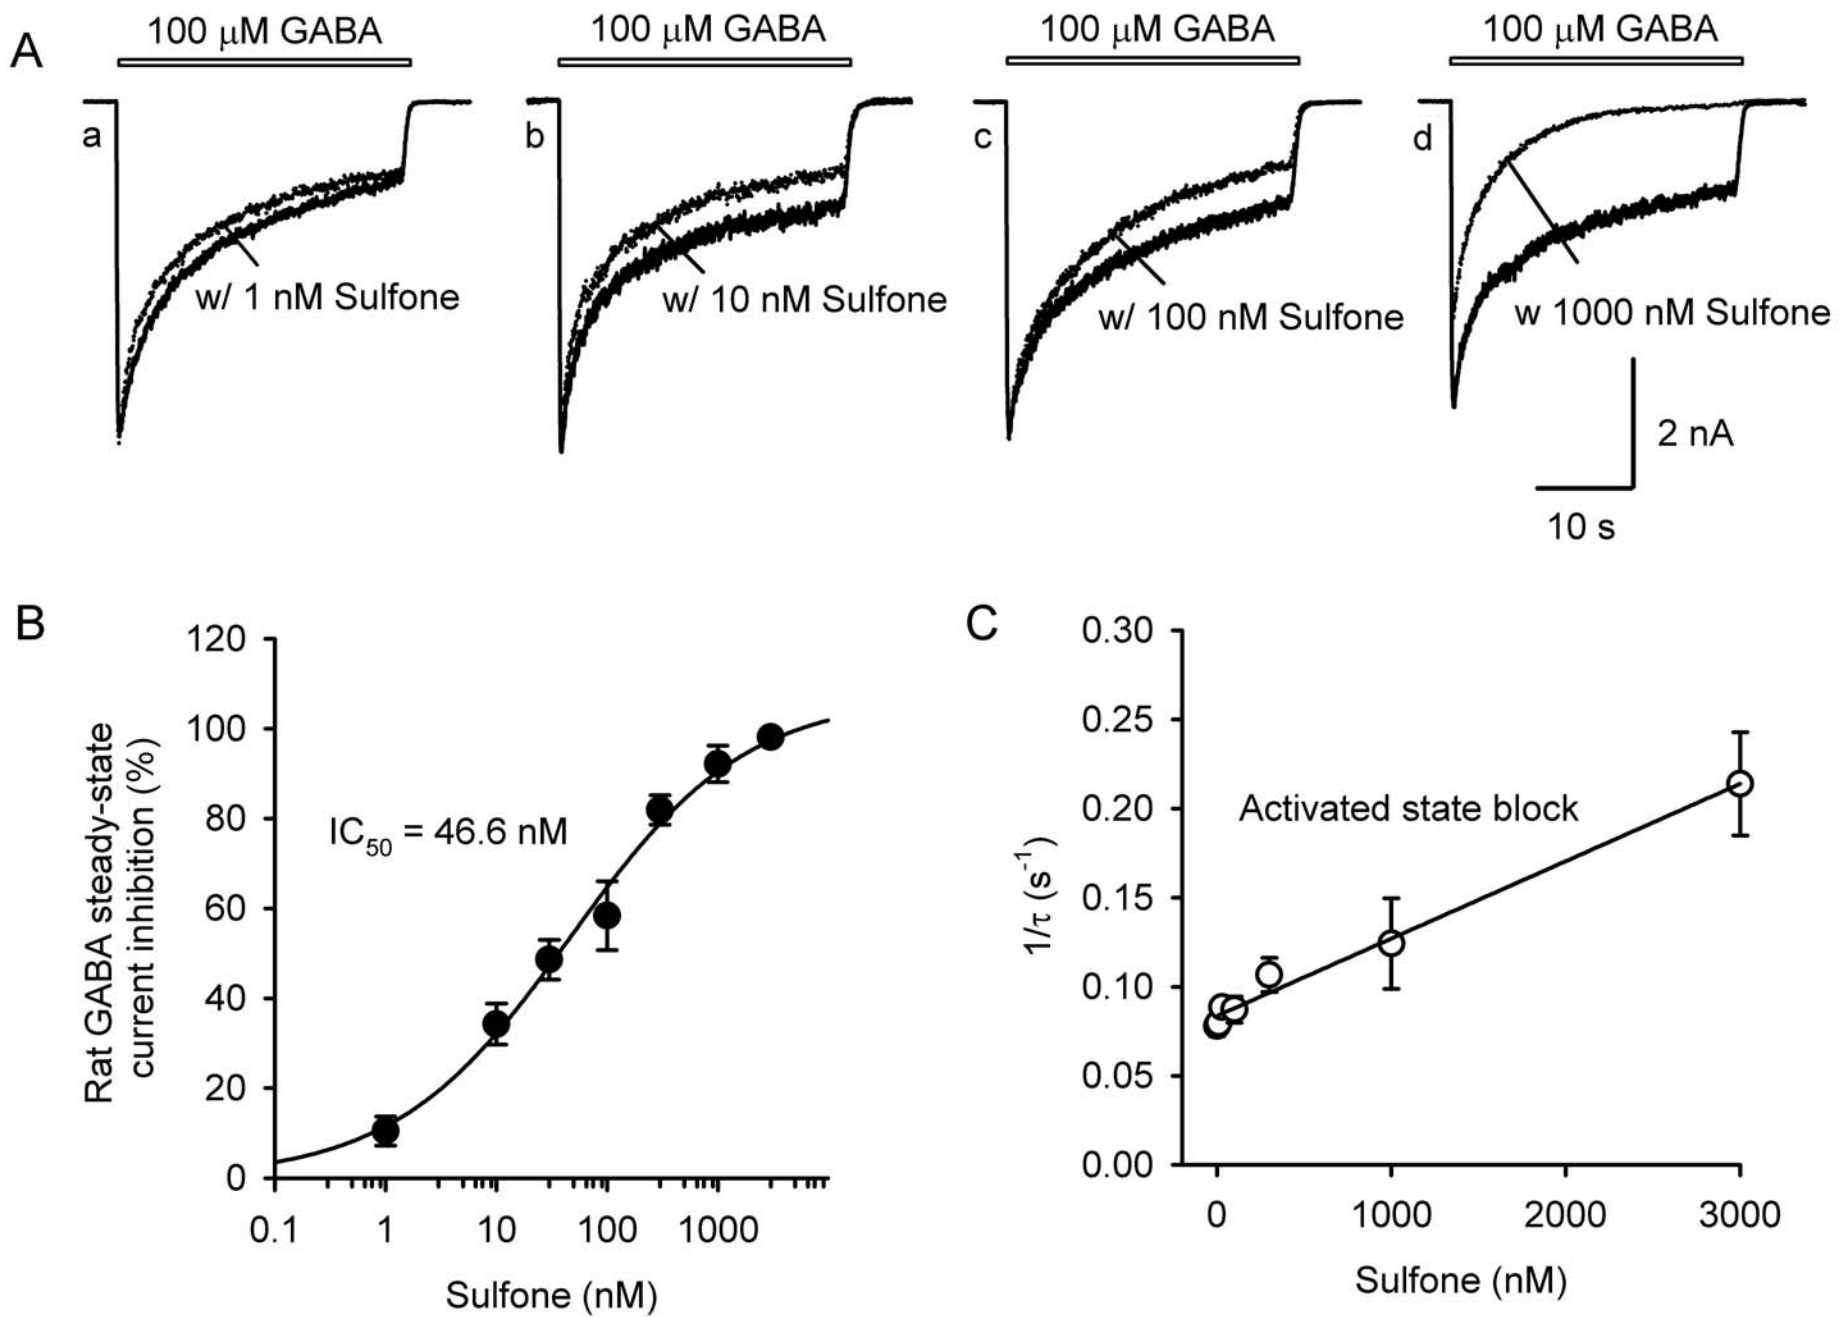 A
100 μM GABA
100 μM GABA
100 μM GABA
100 μM GABA
a
b
c
d
w/ 1 nM Sulfone
w/ 10 nM Sulfone
w/ 100 nM Sulfone
w 1000 nM Sulfone
2 nA
10 s
B
Rat GABA steady-state
current inhibition (%)
120
100
80
60
40
20
0
IC50 = 46.6 nM
0.1
1
10
100
1000
Sulfone (nM)
C
1/τ (s-1)
0.30
0.25
0.20
0.15
0.10
0.05
0.00
Activated state block
0
1000
2000
3000
Sulfone (nM)